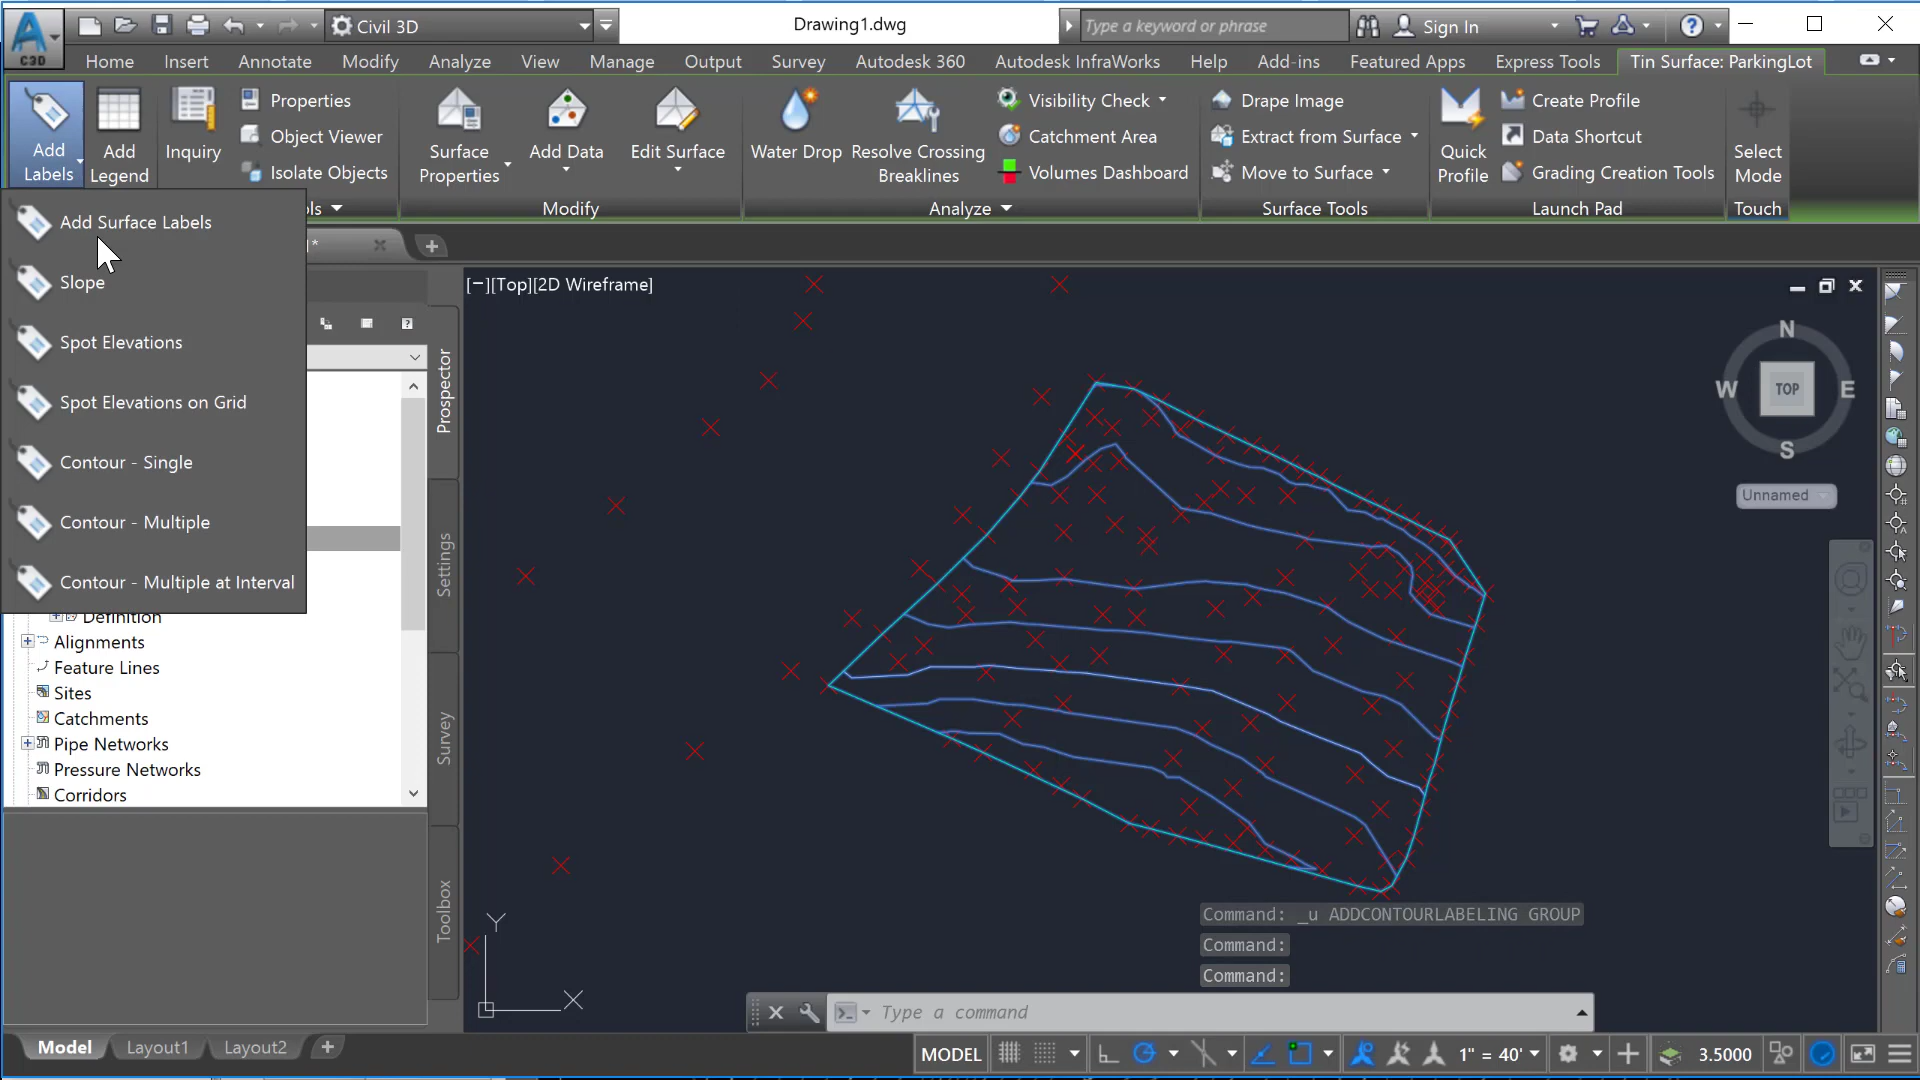 Civil 3D
Drawing1.dwg
Type a keyword or phrase
Sign In
C3D
Home
Insert
Annotate
Modify
Analyze
View
Manage
Output
Survey
Autodesk 360
Autodesk InfraWorks
Help
Add-ins
Featured Apps
Express Tools
Tin Surface: ParkingLot
Add Labels
Add Legend
Inquiry
Properties
Object Viewer
Isolate Objects
Surface Properties
Add Data
Edit Surface
Modify
Water Drop
Resolve Crossing Breaklines
Visibility Check
Catchment Area
Volumes Dashboard
Analyze
Drape Image
Extract from Surface
Move to Surface
Surface Tools
Quick Profile
Create Profile
Data Shortcut
Grading Creation Tools
Launch Pad
Select Mode
Touch
Add Surface Labels
Slope
Spot Elevations
Spot Elevations on Grid
Contour - Single
Contour - Multiple
Contour - Multiple at Interval
Definition
Alignments
Feature Lines
Sites
Catchments
Pipe Networks
Pressure Networks
Corridors
Prospector
Settings
Survey
Toolbox
[−][Top][2D Wireframe]
N
W
TOP
E
S
Unnamed
Y
X
Command: _u ADDCONTOURLABELING GROUP
Command:
Command:
Type a command
Model
Layout1
Layout2
MODEL
1" = 40'
3.5000